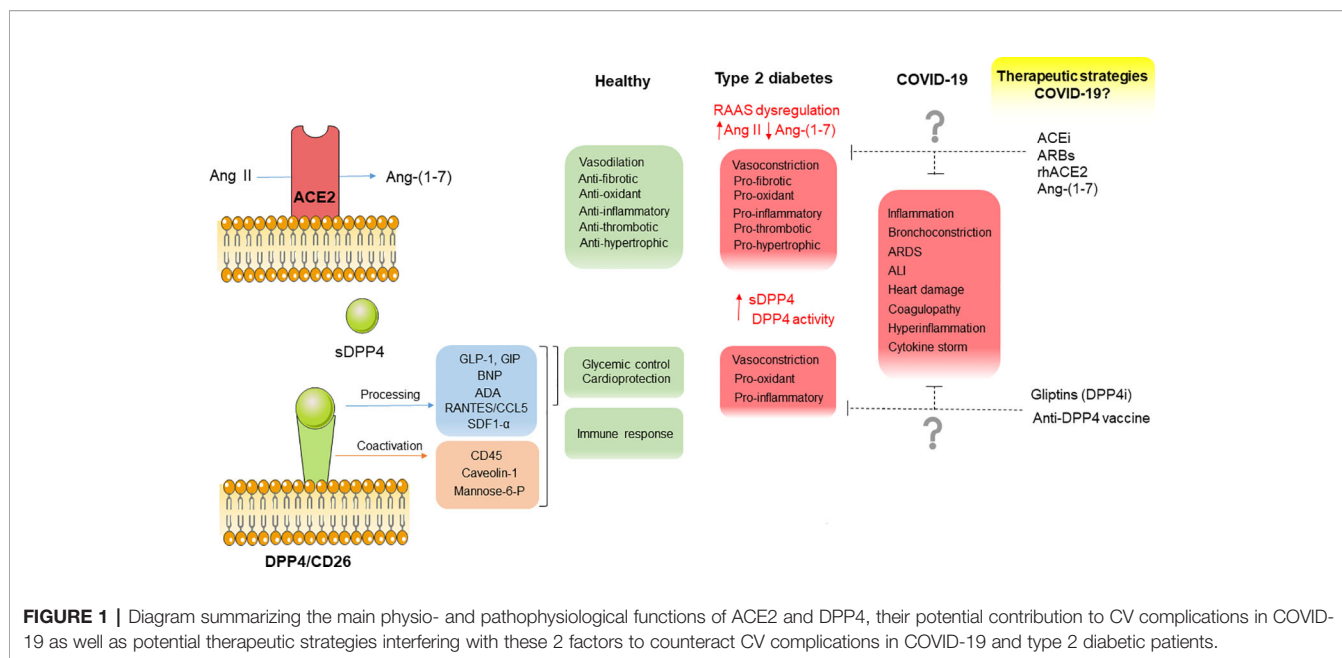 Healthy
Type 2 diabetes
COVID-19
Therapeutic strategies
COVID-19?
RAAS dysregulation
↑Ang II ↓Ang-(1-7)
?
Ang II
ACE2
Ang-(1-7)
Vasodilation
Anti-fibrotic
Anti-oxidant
Anti-inflammatory
Anti-thrombotic
Anti-hypertrophic
Vasoconstriction
Pro-fibrotic
Pro-oxidant
Pro-inflammatory
Pro-thrombotic
Pro-hypertrophic
Inflammation
Bronchoconstriction
ARDS
ALI
Heart damage
Coagulopathy
Hyperinflammation
Cytokine storm
ACEi
ARBs
rhACE2
Ang-(1-7)
sDPP4
↑ sDPP4
DPP4 activity
Processing
Coactivation
GLP-1, GIP
BNP
ADA
RANTES/CCL5
SDF1-α
CD45
Caveolin-1
Mannose-6-P
Glycemic control
Cardioprotection
Immune response
Vasoconstriction
Pro-oxidant
Pro-inflammatory
Gliptins (DPP4i)
Anti-DPP4 vaccine
?
DPP4/CD26
FIGURE 1 | Diagram summarizing the main physio- and pathophysiological functions of ACE2 and DPP4, their potential contribution to CV complications in COVID-
19 as well as potential therapeutic strategies interfering with these 2 factors to counteract CV complications in COVID-19 and type 2 diabetic patients.